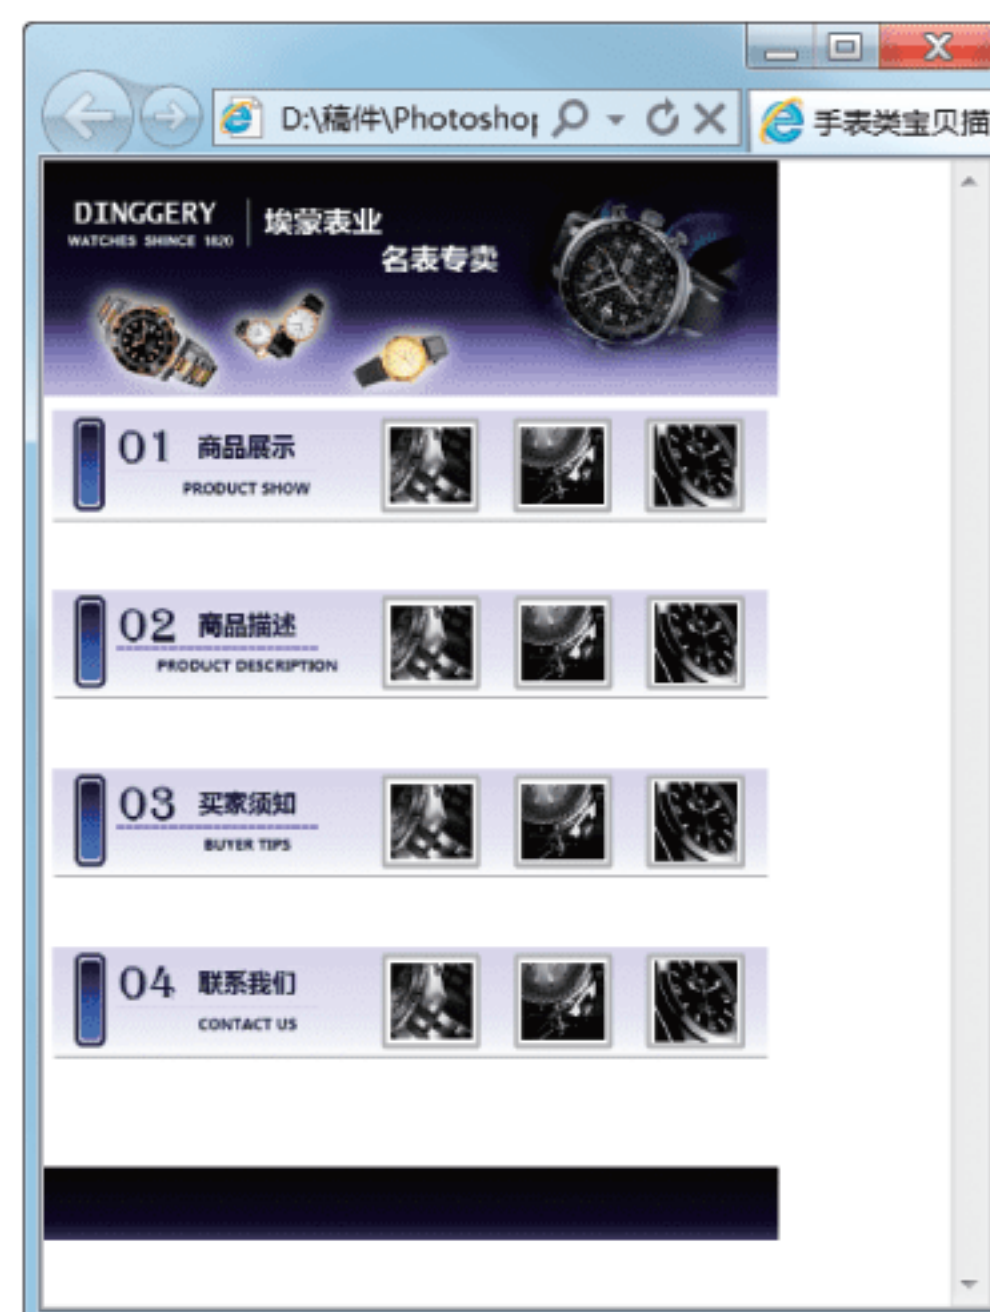 D:\稿件\Photoshop
手表类宝贝描
DINGGERY
WATCHES SHINCE 1820
埃蒙表业
名表专卖
01 商品展示
PRODUCT SHOW
02 商品描述
PRODUCT DESCRIPTION
03 买家须知
BUYER TIPS
04 联系我们
CONTACT US